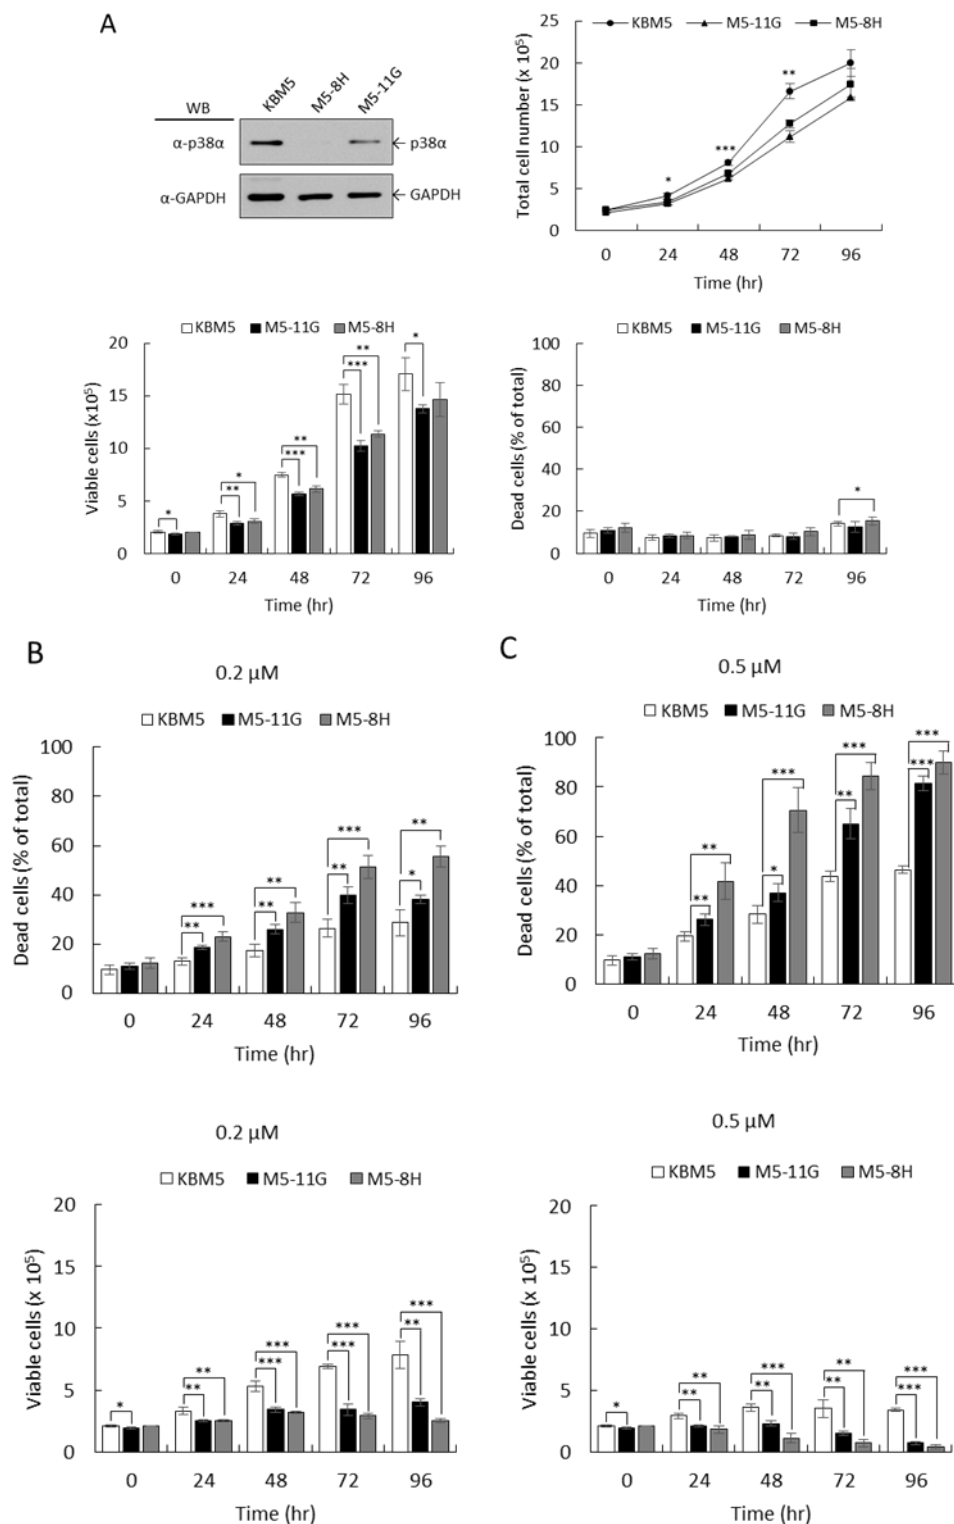 A
WB
KBM5
M5-8H
M5-11G
α-p38α
p38α
α-GAPDH
GAPDH
KBM5 M5-11G M5-8H
Total cell number (x 10⁵)
25
20
15
10
5
0
* *** **
0 24 48 72 96
Time (hr)
KBM5 M5-11G M5-8H
Viable cells (x10⁵)
20
15
10
5
0
*
* **
** ***
** ***
*
0 24 48 72 96
Time (hr)
KBM5 M5-11G M5-8H
Dead cells (% of total)
100
80
60
40
20
0
*
0 24 48 72 96
Time (hr)
B
0.2 µM
KBM5 M5-11G M5-8H
Dead cells (% of total)
100
80
60
40
20
0
*** **
** **
*** **
** *
0 24 48 72 96
Time (hr)
C
0.5 µM
KBM5 M5-11G M5-8H
Dead cells (% of total)
100
80
60
40
20
0
** **
*** *
*** **
*** ***
0 24 48 72 96
Time (hr)
0.2 µM
KBM5 M5-11G M5-8H
Viable cells (x 10⁵)
20
15
10
5
0
*
** **
*** ***
*** ***
*** **
0 24 48 72 96
Time (hr)
0.5 µM
KBM5 M5-11G M5-8H
Viable cells (x 10⁵)
20
15
10
5
0
*
** **
*** **
** **
*** ***
0 24 48 72 96
Time (hr)